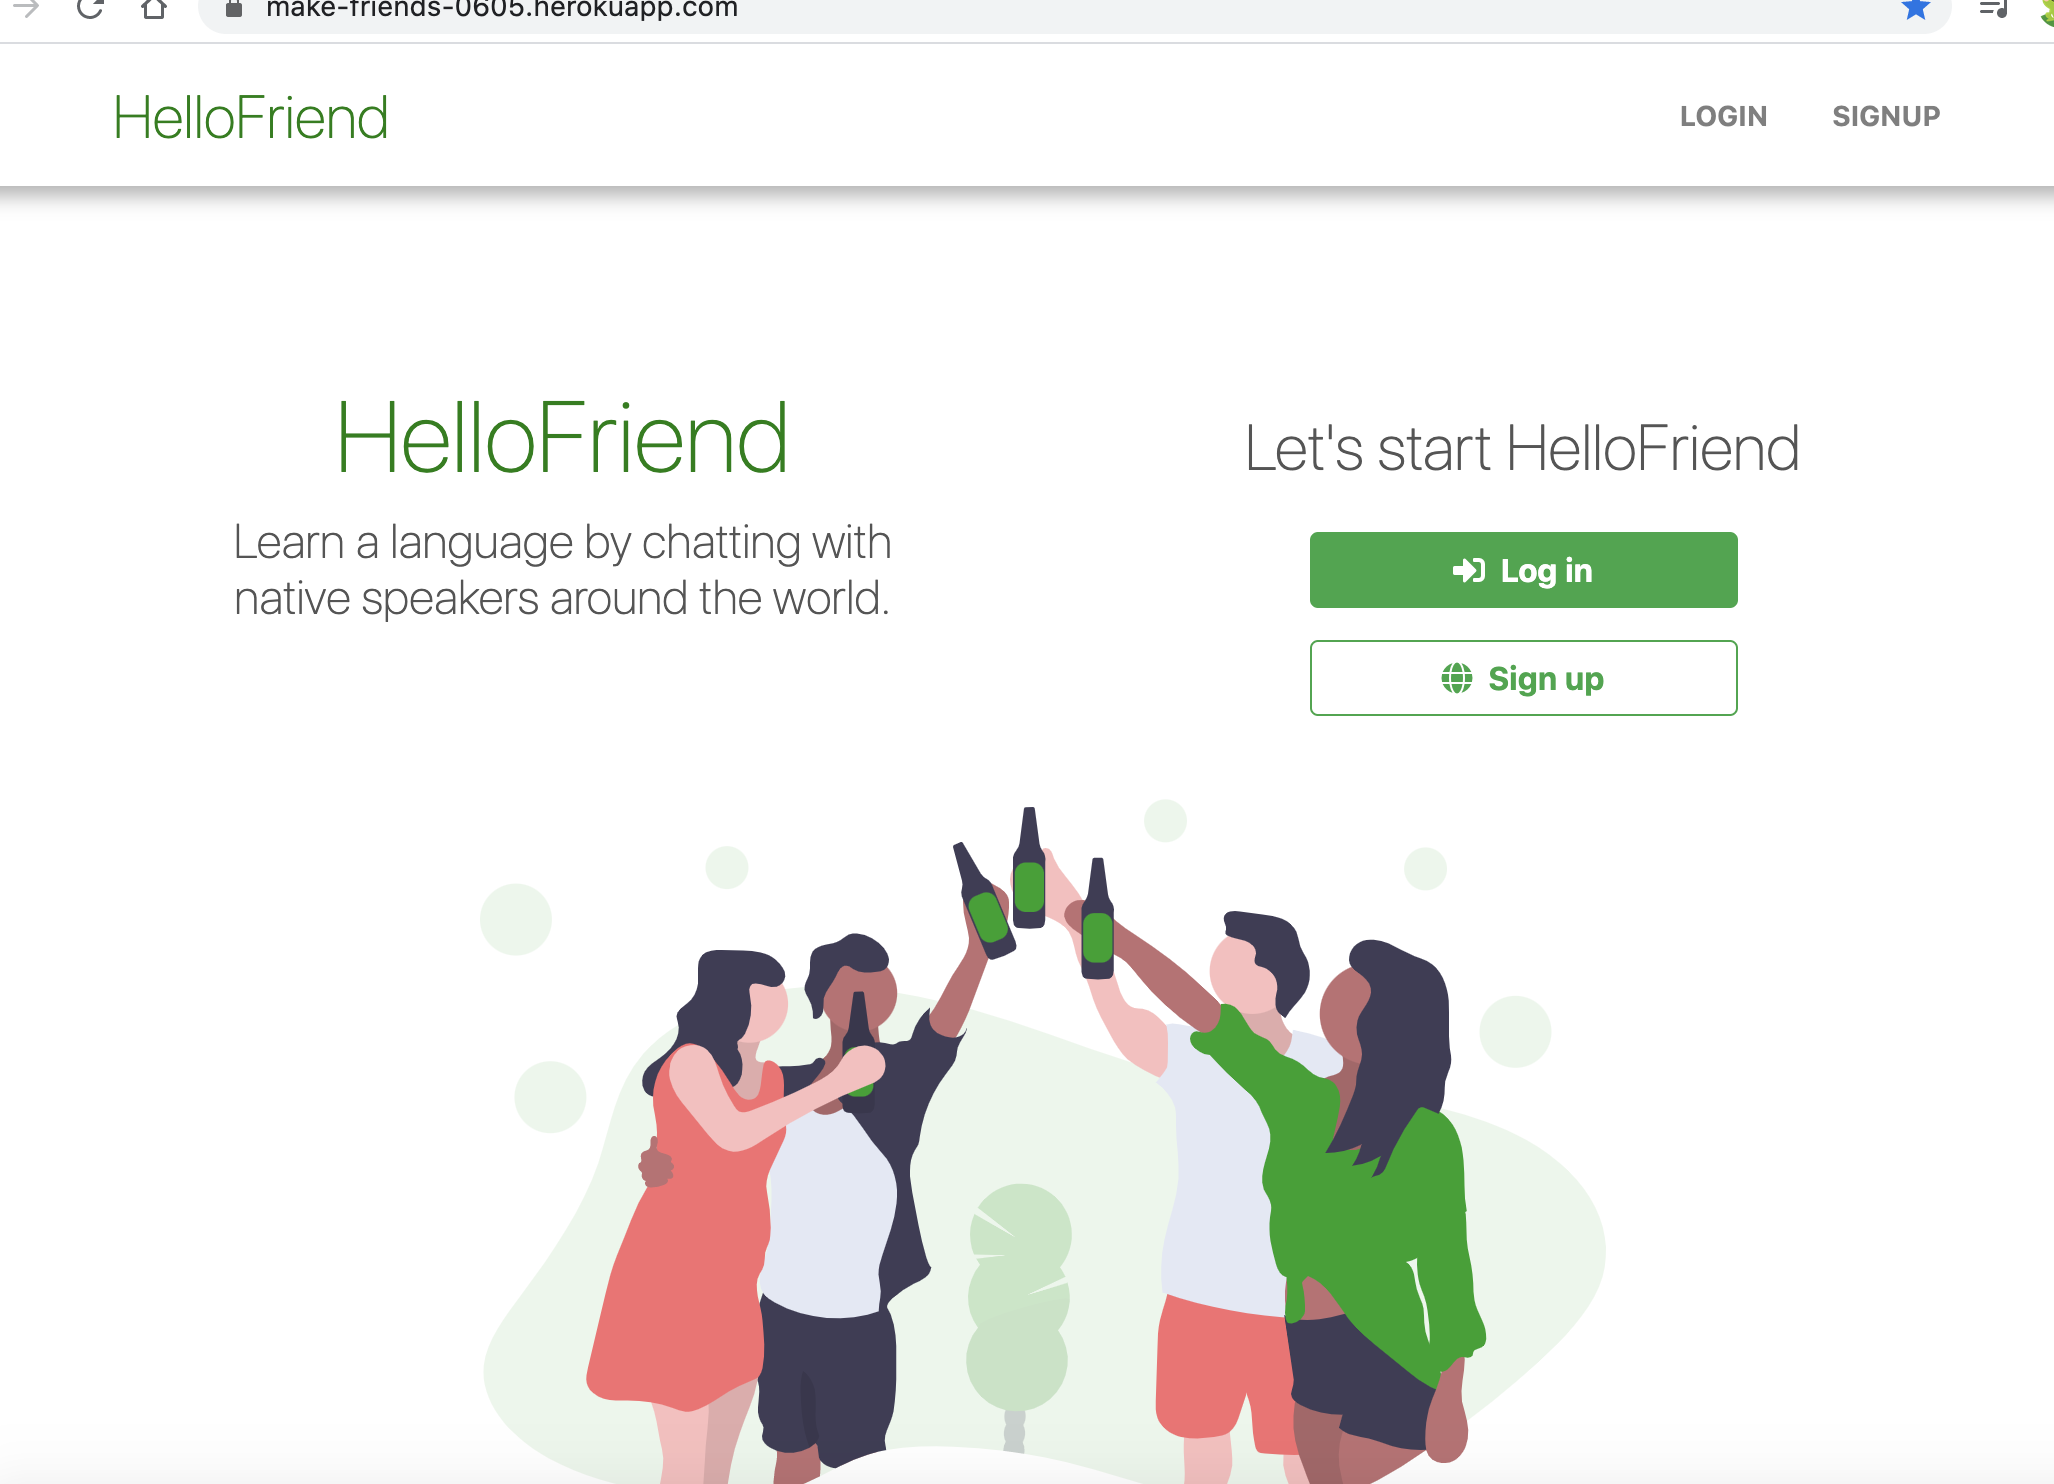 make-friends-0605.herokuapp.com
HelloFriend
LOGIN
SIGNUP
HelloFriend
Learn a language by chatting with
native speakers around the world.
Let's start HelloFriend
Log in
Sign up